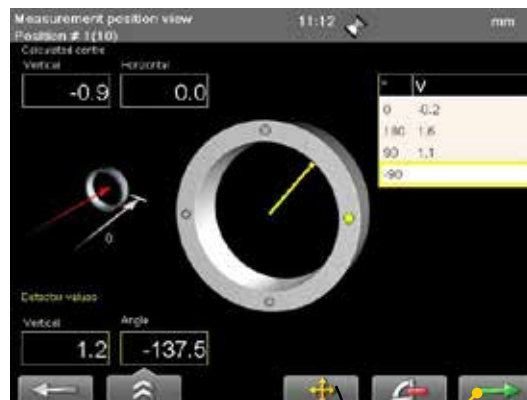 Measurement position view 11:12 mm
Position # 1(10)
Calculated centre
Vertical Horizontal
-0.9 0.0
° V
0 -0.2
180 1.6
90 1.1
-90
0
Detector values
Vertical Angle
1.2 -137.5